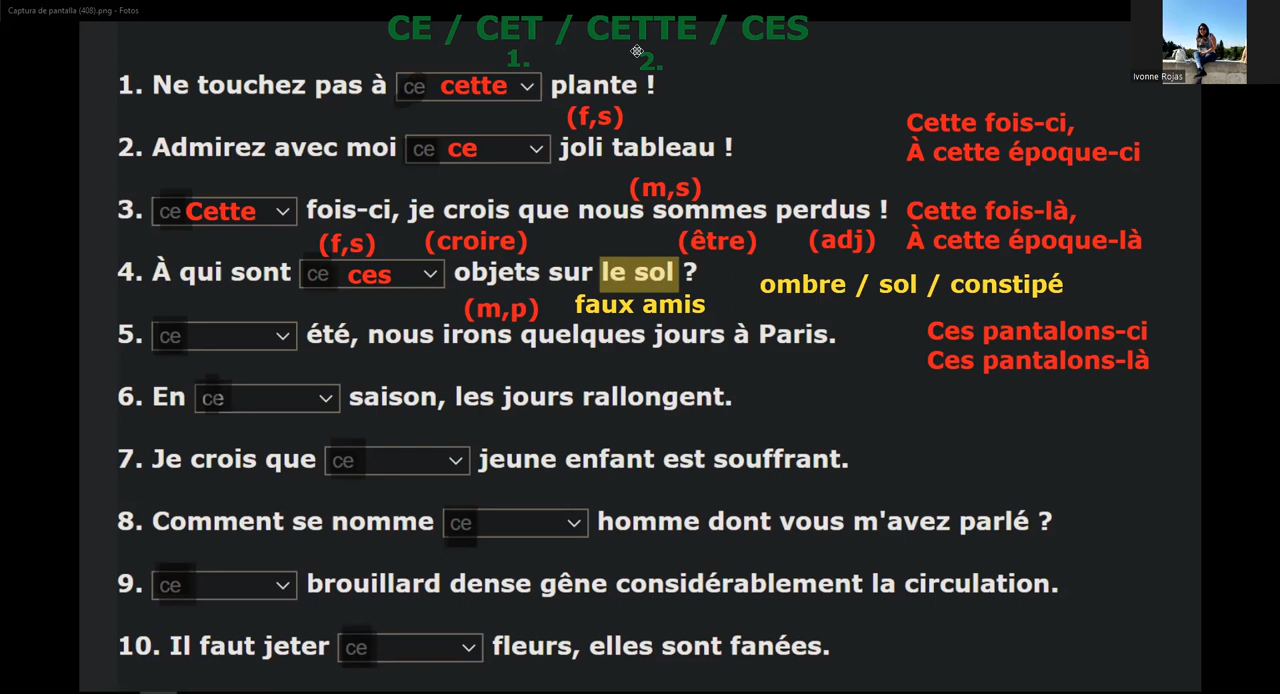 Captura de pantalla (408).png - Fotos
CE / CET / CETTE / CES
1. 2.
Ivonne Rojas
1. Ne touchez pas à ce cette plante !
(f,s)
2. Admirez avec moi ce ce joli tableau !
(m,s)
Cette fois-ci,
À cette époque-ci
3. ce Cette fois-ci, je crois que nous sommes perdus !
(f,s) (croire) (être) (adj)
Cette fois-là,
À cette époque-là
4. À qui sont ce ces objets sur le sol ?
(m,p) faux amis
ombre / sol / constipé
5. ce été, nous irons quelques jours à Paris.
Ces pantalons-ci
Ces pantalons-là
6. En ce saison, les jours rallongent.
7. Je crois que ce jeune enfant est souffrant.
8. Comment se nomme ce homme dont vous m'avez parlé ?
9. ce brouillard dense gêne considérablement la circulation.
10. Il faut jeter ce fleurs, elles sont fanées.